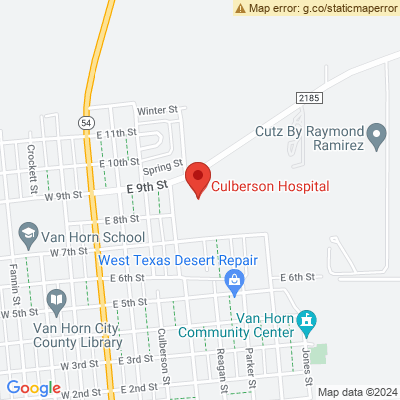 Map error: g.co/staticmaperror
2185
Winter St
54
E 11th St
Cutz By Raymond
Ramirez
Crockett St
E 10th St
Spring St
Culberson Hospital
E 9th St
W 9th St
E 8th St
Van Horn School
W 7th St
West Texas Desert Repair
Fannin St
E 6th St
E 6th St
E 5th St
W 5th St
Van Horn City
County Library
Culberson St
Van Horn
Community Center
E 3rd St
Reagan St
Parker St
Jones St
W 3rd St
Google
W 2nd St
E 2nd St
Map data ©2024